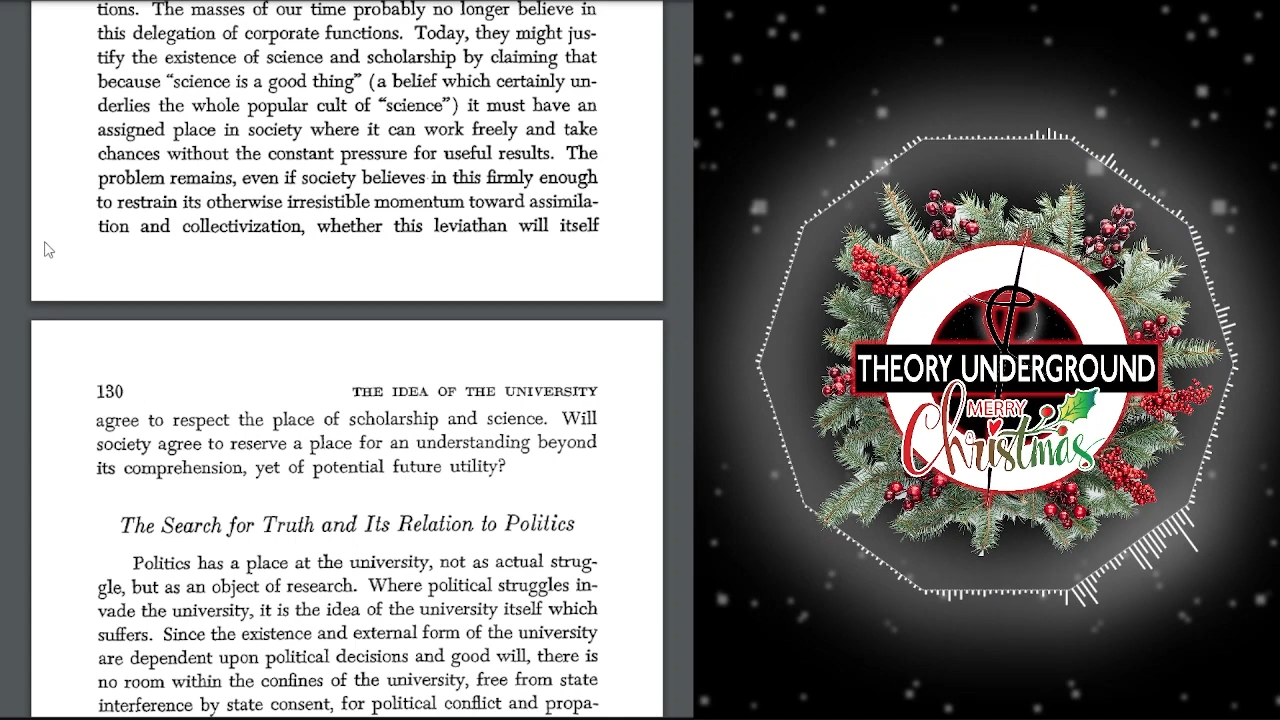 tions. The masses of our time probably no longer believe in
this delegation of corporate functions. Today, they might jus-
tify the existence of science and scholarship by claiming that
because “science is a good thing” (a belief which certainly un-
derlies the whole popular cult of “science”) it must have an
assigned place in society where it can work freely and take
chances without the constant pressure for useful results. The
problem remains, even if society believes in this firmly enough
to restrain its otherwise irresistible momentum toward assimila-
tion and collectivization, whether this leviathan will itself
130 THE IDEA OF THE UNIVERSITY
agree to respect the place of scholarship and science. Will
society agree to reserve a place for an understanding beyond
its comprehension, yet of potential future utility?
The Search for Truth and Its Relation to Politics
Politics has a place at the university, not as actual strug-
gle, but as an object of research. Where political struggles in-
vade the university, it is the idea of the university itself which
suffers. Since the existence and external form of the university
are dependent upon political decisions and good will, there is
no room within the confines of the university, free from state
interference by state consent, for political conflict and propa-
THEORY UNDERGROUND
MERRY
Christmas